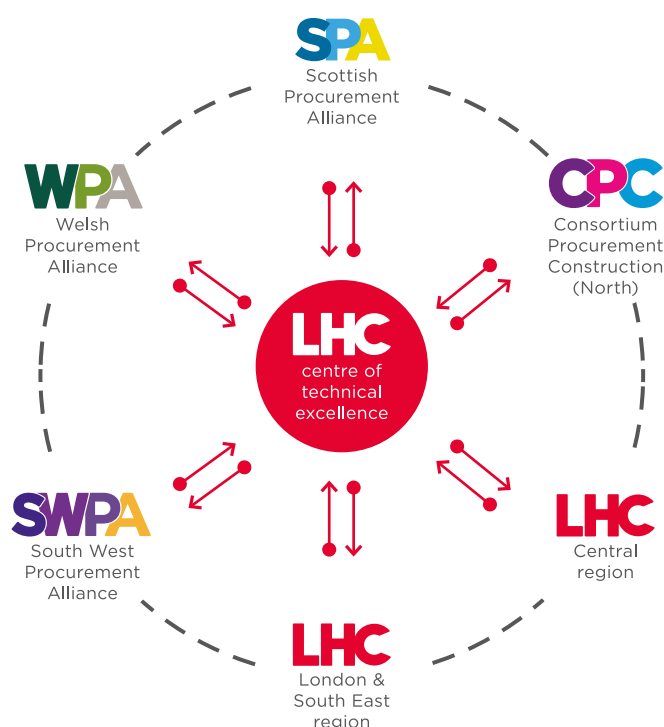 SPA
Scottish
Procurement
Alliance
WPA
Welsh
Procurement
Alliance
CPC
Consortium
Procurement
Construction
(North)
LHC
centre of
technical
excellence
SWPA
South West
Procurement
Alliance
LHC
Central
region
LHC
London &
South East
region